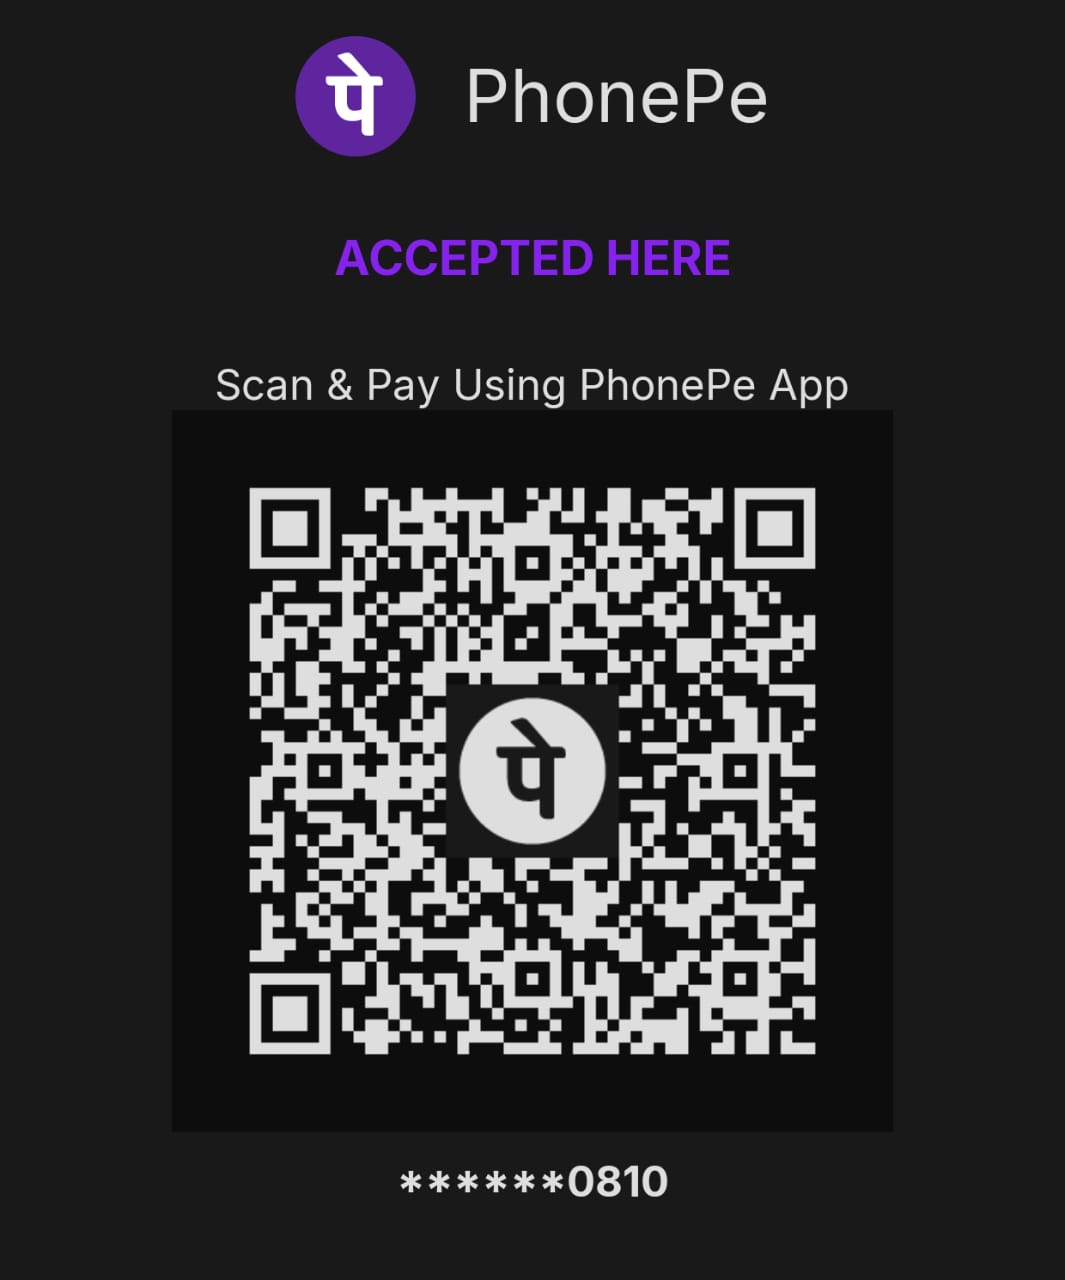 पे PhonePe
ACCEPTED HERE
Scan & Pay Using PhonePe App
पे
******0810